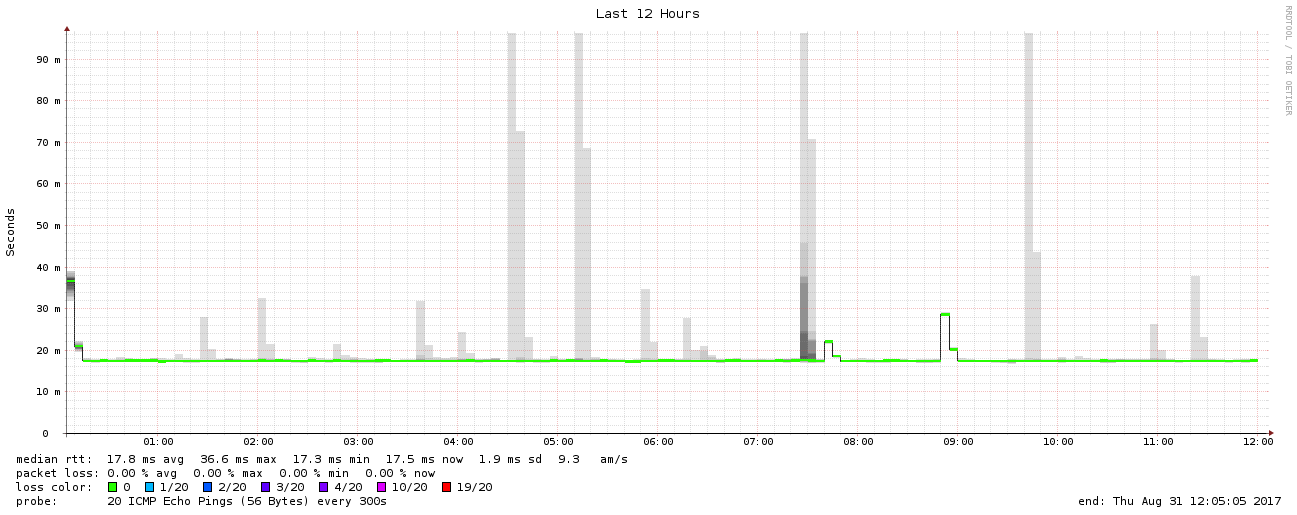 Last 12 Hours
RRDTOOL / TOBI OETIKER
Seconds
90 m
80 m
70 m
60 m
50 m
40 m
30 m
20 m
10 m
0
01:00 02:00 03:00 04:00 05:00 06:00 07:00 08:00 09:00 10:00 11:00 12:00
median rtt: 17.8 ms avg 36.6 ms max 17.3 ms min 17.5 ms now 1.9 ms sd 9.3 am/s
packet loss: 0.00 % avg 0.00 % max 0.00 % min 0.00 % now
loss color: 0 1/20 2/20 3/20 4/20 10/20 19/20
probe: 20 ICMP Echo Pings (56 Bytes) every 300s end: Thu Aug 31 12:05:05 2017